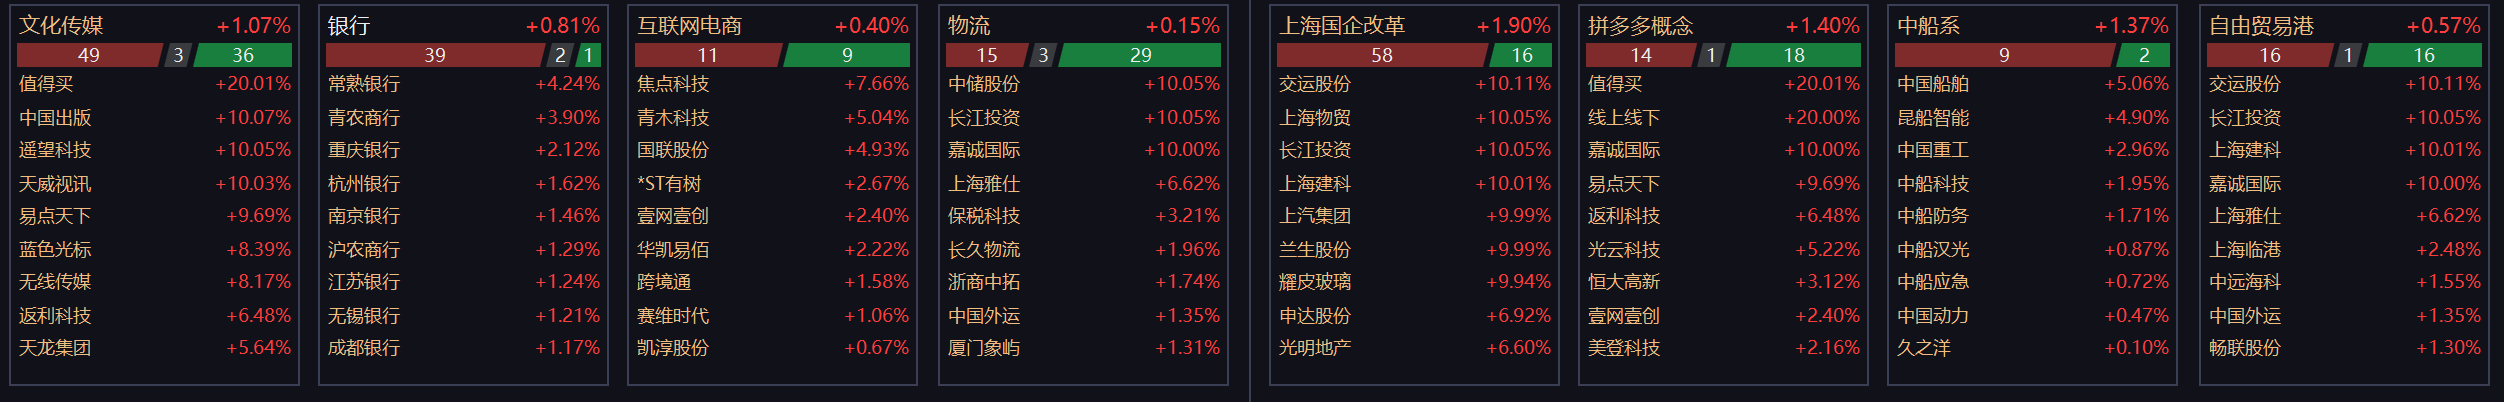 文化传媒 +1.07%
49 3 36
值得买 +20.01%
中国出版 +10.07%
遥望科技 +10.05%
天威视讯 +10.03%
易点天下 +9.69%
蓝色光标 +8.39%
无线传媒 +8.17%
返利科技 +6.48%
天龙集团 +5.64%
银行 +0.81%
39 2 1
常熟银行 +4.24%
青农商行 +3.90%
重庆银行 +2.12%
杭州银行 +1.62%
南京银行 +1.46%
沪农商行 +1.29%
江苏银行 +1.24%
无锡银行 +1.21%
成都银行 +1.17%
互联网电商 +0.40%
11 9
焦点科技 +7.66%
青木科技 +5.04%
国联股份 +4.93%
*ST有树 +2.67%
壹网壹创 +2.40%
华凯易佰 +2.22%
跨境通 +1.58%
赛维时代 +1.06%
凯淳股份 +0.67%
物流 +0.15%
15 3 29
中储股份 +10.05%
长江投资 +10.05%
嘉诚国际 +10.00%
上海雅仕 +6.62%
保税科技 +3.21%
长久物流 +1.96%
浙商中拓 +1.74%
中国外运 +1.35%
厦门象屿 +1.31%
上海国企改革 +1.90%
58 16
交运股份 +10.11%
上海物贸 +10.05%
长江投资 +10.05%
上海建科 +10.01%
上汽集团 +9.99%
兰生股份 +9.99%
耀皮玻璃 +9.94%
申达股份 +6.92%
光明地产 +6.60%
拼多多概念 +1.40%
14 1 18
值得买 +20.01%
线上线下 +20.00%
嘉诚国际 +10.00%
易点天下 +9.69%
返利科技 +6.48%
光云科技 +5.22%
恒大高新 +3.12%
壹网壹创 +2.40%
美登科技 +2.16%
中船系 +1.37%
9 2
中国船舶 +5.06%
昆船智能 +4.90%
中国重工 +2.96%
中船科技 +1.95%
中船防务 +1.71%
中船汉光 +0.87%
中船应急 +0.72%
中国动力 +0.47%
久之洋 +0.10%
自由贸易港 +0.57%
16 1 16
交运股份 +10.11%
长江投资 +10.05%
上海建科 +10.01%
嘉诚国际 +10.00%
上海雅仕 +6.62%
上海临港 +2.48%
中远海科 +1.55%
中国外运 +1.35%
畅联股份 +1.30%